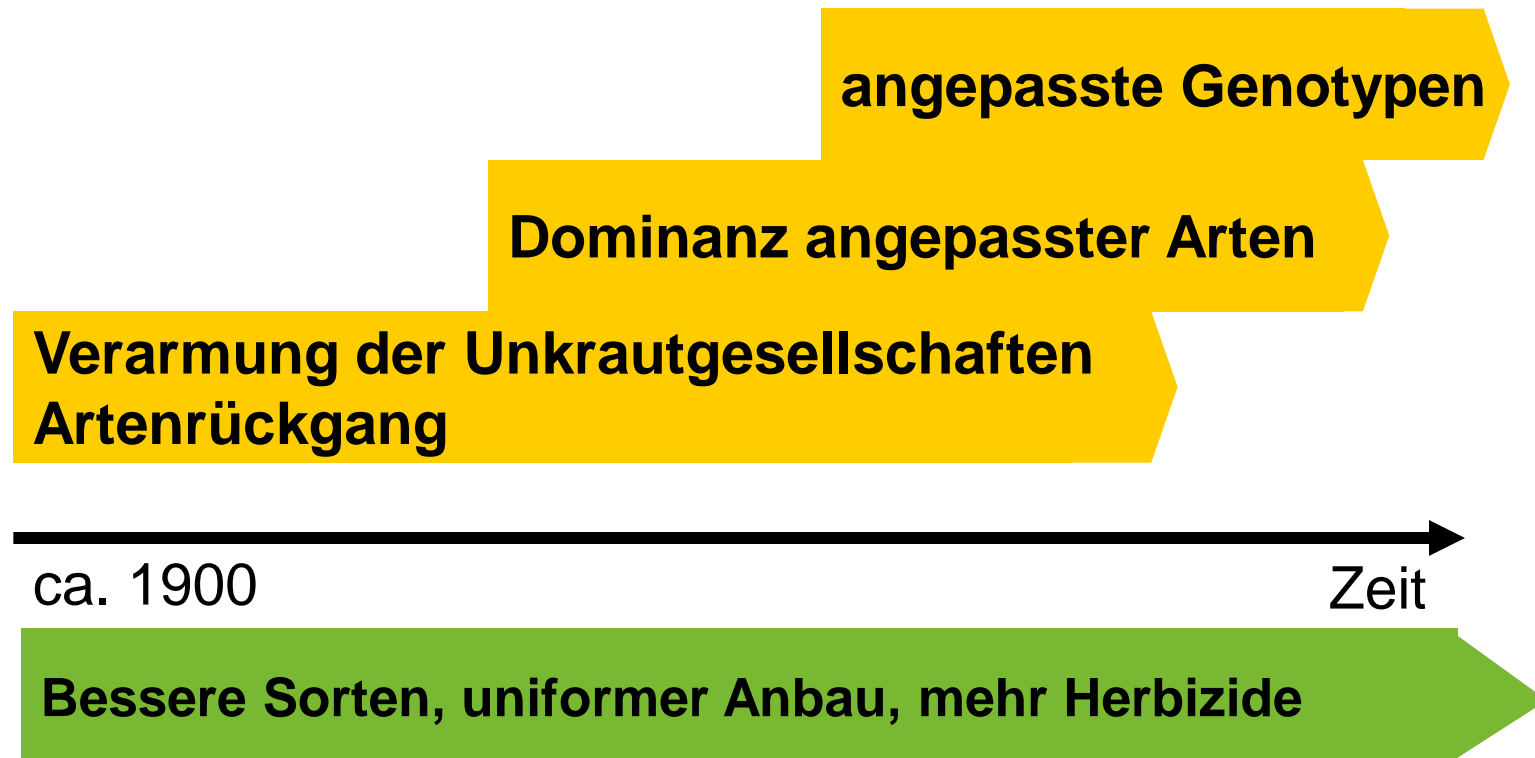 angepasste Genotypen
Dominanz angepasster Arten
Verarmung der Unkrautgesellschaften
Artenrückgang
ca. 1900
Zeit
Bessere Sorten, uniformer Anbau, mehr Herbizide